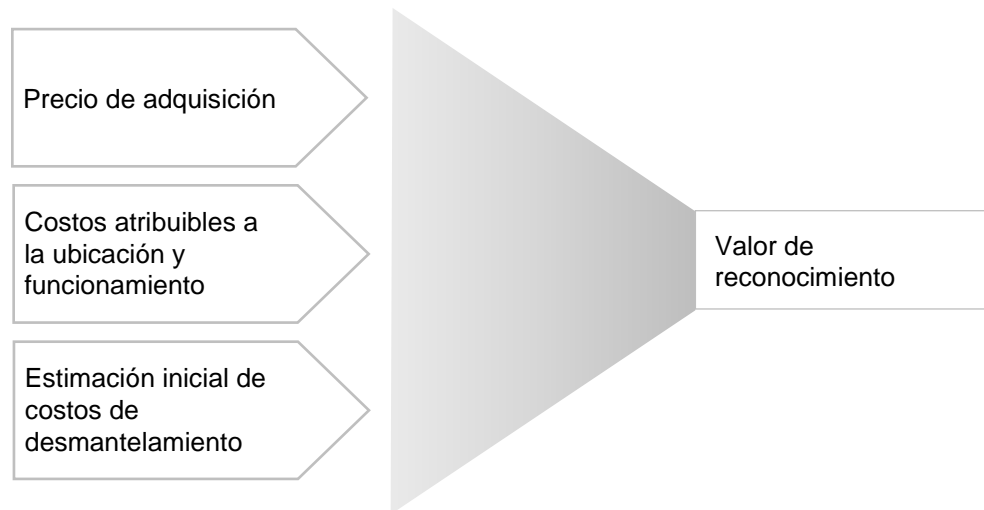 Precio de adquisición
Costos atribuibles a
la ubicación y
funcionamiento
Estimación inicial de
costos de
desmantelamiento
Valor de
reconocimiento